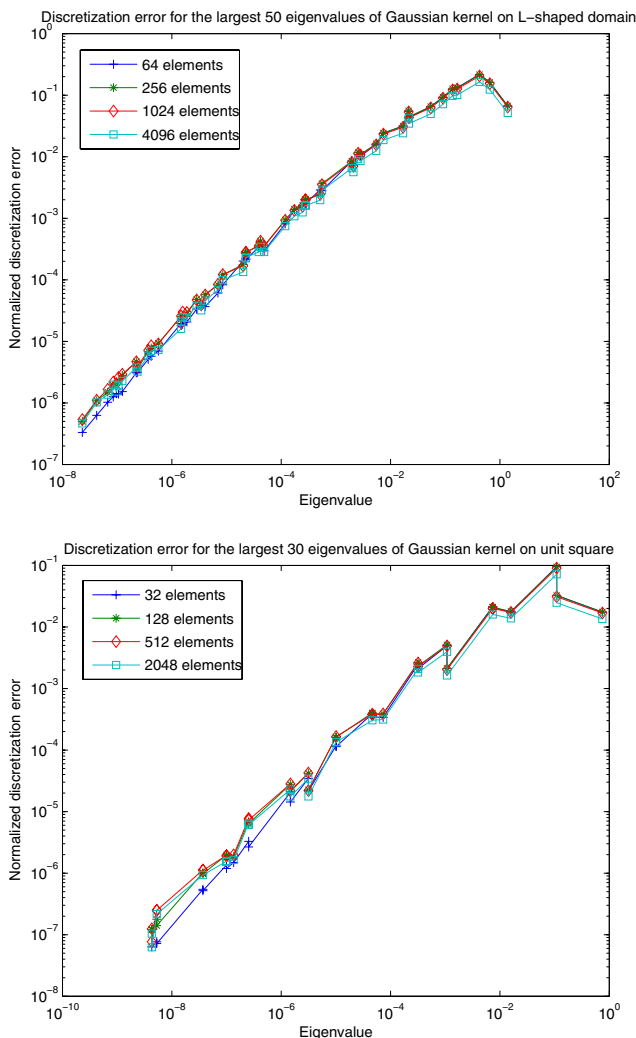 Discretization error for the largest 50 eigenvalues of Gaussian kernel on L−shaped domain
10^0
10^−1
10^−2
10^−3
10^−4
10^−5
10^−6
10^−7
Normalized discretization error
64 elements
256 elements
1024 elements
4096 elements
10^−8 10^−6 10^−4 10^−2 10^0 10^2
Eigenvalue
Discretization error for the largest 30 eigenvalues of Gaussian kernel on unit square
10^−1
10^−2
10^−3
10^−4
10^−5
10^−6
10^−7
10^−8
Normalized discretization error
32 elements
128 elements
512 elements
2048 elements
10^−10 10^−8 10^−6 10^−4 10^−2 10^0
Eigenvalue